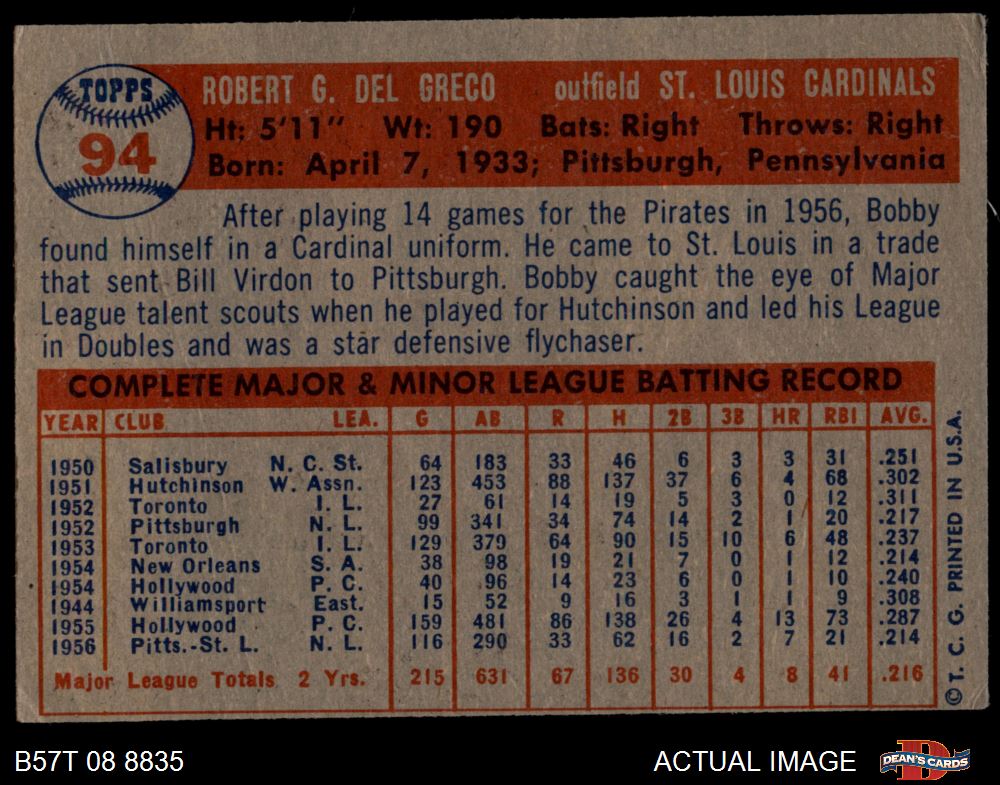 TOPPS
94
ROBERT G. DEL GRECO outfield ST. LOUIS CARDINALS
Ht: 5'11" Wt: 190 Bats: Right Throws: Right
Born: April 7, 1933; Pittsburgh, Pennsylvania
After playing 14 games for the Pirates in 1956, Bobby
found himself in a Cardinal uniform. He came to St. Louis in a trade
that sent Bill Virdon to Pittsburgh. Bobby caught the eye of Major
League talent scouts when he played for Hutchinson and led his League
in Doubles and was a star defensive flychaser.
COMPLETE MAJOR & MINOR LEAGUE BATTING RECORD
YEAR CLUB LEA. G AB R H 2B 3B HR RBI AVG.
1950 Salisbury N. C. St. 64 183 33 46 6 3 3 31 .251
1951 Hutchinson W. Assn. 123 453 88 137 37 6 4 68 .302
1952 Toronto I. L. 27 61 14 19 5 3 0 12 .311
1952 Pittsburgh N. L. 99 341 34 74 14 2 1 20 .217
1953 Toronto I. L. 129 379 64 90 15 10 6 48 .237
1954 New Orleans S. A. 38 98 19 21 7 0 1 12 .214
1954 Hollywood P. C. 40 96 14 23 6 0 1 10 .240
1944 Williamsport East. 15 52 9 16 3 1 1 9 .308
1955 Hollywood P. C. 159 481 86 138 26 4 13 73 .287
1956 Pitts.-St. L. N. L. 116 290 33 62 16 2 7 21 .214
Major League Totals 2 Yrs. 215 631 67 136 30 4 8 41 .216
© T. C. G. PRINTED IN U.S.A.
B57T 08 8835 ACTUAL IMAGE
D
DEAN'S CARDS